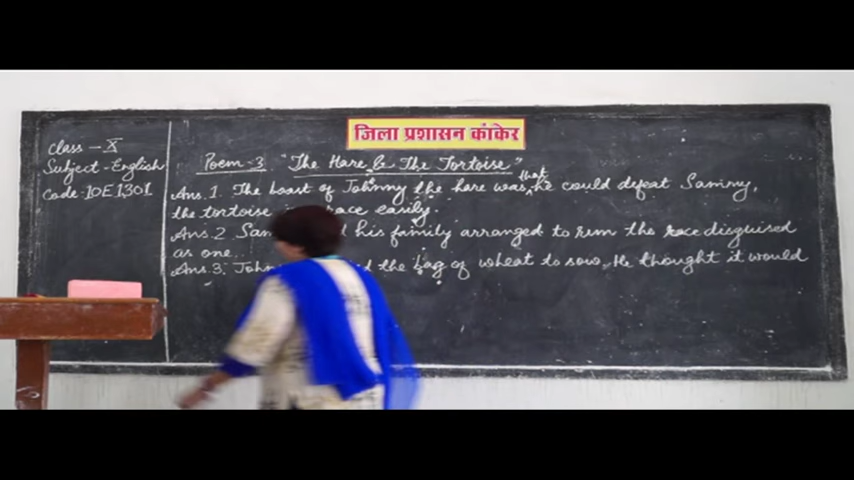 जिला प्रशासन कांकेर
Class - X
Subject - English
Code: 10E1301
Poem-3 "The Hare & The Tortoise"
Ans. 1. The boast of Johnny the hare was that he could defeat Sammy,
the tortoise race easily.
Ans. 2 his family arranged to run the race disguised
as one.
Ans. 3. the bag of wheat to sow. He thought it would